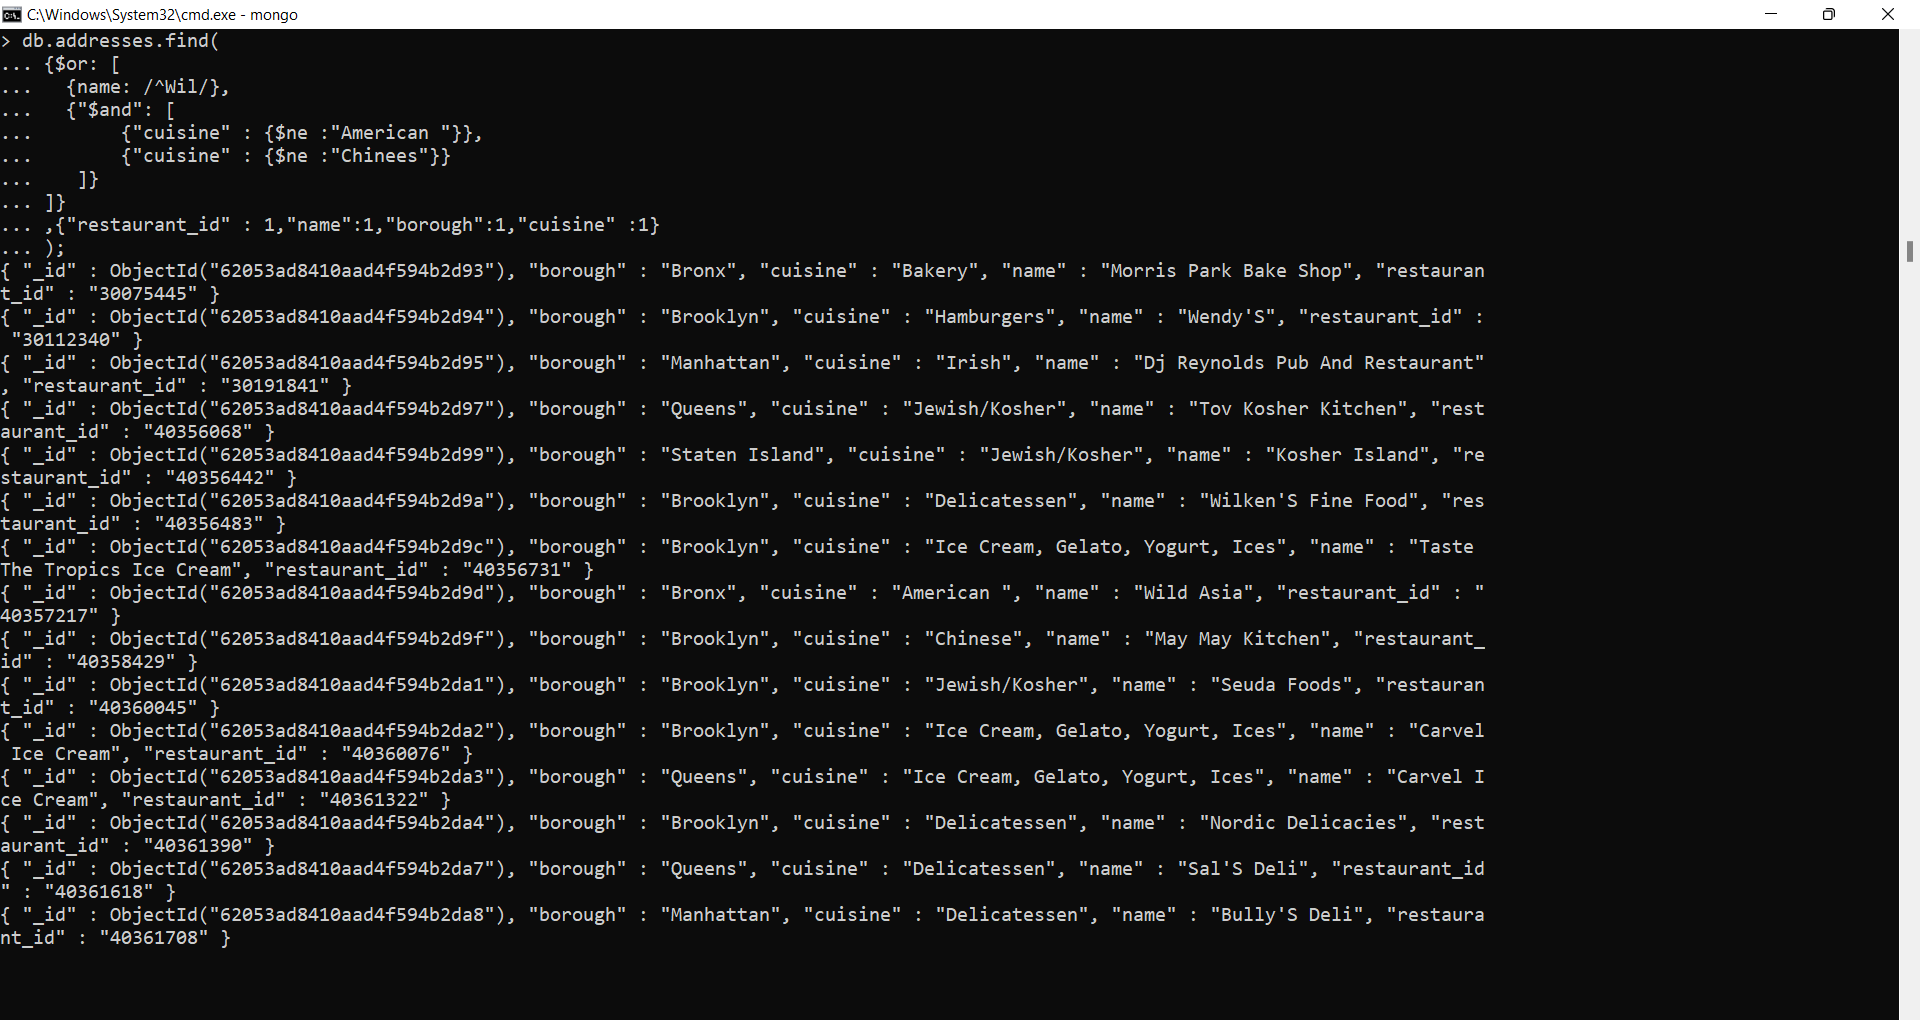 C:\Windows\System32\cmd.exe - mongo
> db.addresses.find(
... {$or: [
...   {name: /^Wil/},
...   {"$and": [
...        {"cuisine" : {$ne :"American "}},
...        {"cuisine" : {$ne :"Chinees"}}
...    ]}
... ]}
... ,{"restaurant_id" : 1,"name":1,"borough":1,"cuisine" :1}
... );
{ "_id" : ObjectId("62053ad8410aad4f594b2d93"), "borough" : "Bronx", "cuisine" : "Bakery", "name" : "Morris Park Bake Shop", "restauran
t_id" : "30075445" }
{ "_id" : ObjectId("62053ad8410aad4f594b2d94"), "borough" : "Brooklyn", "cuisine" : "Hamburgers", "name" : "Wendy'S", "restaurant_id" :
 "30112340" }
{ "_id" : ObjectId("62053ad8410aad4f594b2d95"), "borough" : "Manhattan", "cuisine" : "Irish", "name" : "Dj Reynolds Pub And Restaurant"
, "restaurant_id" : "30191841" }
{ "_id" : ObjectId("62053ad8410aad4f594b2d97"), "borough" : "Queens", "cuisine" : "Jewish/Kosher", "name" : "Tov Kosher Kitchen", "rest
aurant_id" : "40356068" }
{ "_id" : ObjectId("62053ad8410aad4f594b2d99"), "borough" : "Staten Island", "cuisine" : "Jewish/Kosher", "name" : "Kosher Island", "re
staurant_id" : "40356442" }
{ "_id" : ObjectId("62053ad8410aad4f594b2d9a"), "borough" : "Brooklyn", "cuisine" : "Delicatessen", "name" : "Wilken'S Fine Food", "res
taurant_id" : "40356483" }
{ "_id" : ObjectId("62053ad8410aad4f594b2d9c"), "borough" : "Brooklyn", "cuisine" : "Ice Cream, Gelato, Yogurt, Ices", "name" : "Taste
The Tropics Ice Cream", "restaurant_id" : "40356731" }
{ "_id" : ObjectId("62053ad8410aad4f594b2d9d"), "borough" : "Bronx", "cuisine" : "American ", "name" : "Wild Asia", "restaurant_id" : "
40357217" }
{ "_id" : ObjectId("62053ad8410aad4f594b2d9f"), "borough" : "Brooklyn", "cuisine" : "Chinese", "name" : "May May Kitchen", "restaurant_
id" : "40358429" }
{ "_id" : ObjectId("62053ad8410aad4f594b2da1"), "borough" : "Brooklyn", "cuisine" : "Jewish/Kosher", "name" : "Seuda Foods", "restauran
t_id" : "40360045" }
{ "_id" : ObjectId("62053ad8410aad4f594b2da2"), "borough" : "Brooklyn", "cuisine" : "Ice Cream, Gelato, Yogurt, Ices", "name" : "Carvel
 Ice Cream", "restaurant_id" : "40360076" }
{ "_id" : ObjectId("62053ad8410aad4f594b2da3"), "borough" : "Queens", "cuisine" : "Ice Cream, Gelato, Yogurt, Ices", "name" : "Carvel I
ce Cream", "restaurant_id" : "40361322" }
{ "_id" : ObjectId("62053ad8410aad4f594b2da4"), "borough" : "Brooklyn", "cuisine" : "Delicatessen", "name" : "Nordic Delicacies", "rest
aurant_id" : "40361390" }
{ "_id" : ObjectId("62053ad8410aad4f594b2da7"), "borough" : "Queens", "cuisine" : "Delicatessen", "name" : "Sal'S Deli", "restaurant_id
" : "40361618" }
{ "_id" : ObjectId("62053ad8410aad4f594b2da8"), "borough" : "Manhattan", "cuisine" : "Delicatessen", "name" : "Bully'S Deli", "restaura
nt_id" : "40361708" }